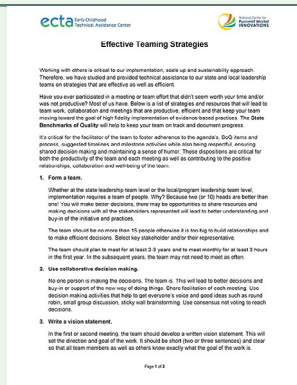 ecta Early Childhood
Technical Assistance Center
National Center for
Pyramid Model
INNOVATIONS
Effective Teaming Strategies
Working with others is critical to our implementation, scale up and sustainability approach.
Therefore, we have studied and provided technical assistance to our state and local leadership
teams on strategies that are effective as well as efficient.
Have you ever participated in a meeting or team effort that didn't seem worth your time and/or
was not productive? Most of us have. Below is a list of strategies and resources that will lead to
team work, collaboration and meetings that are productive, efficient and that keep your team
moving toward the goal of high fidelity implementation of evidence-based practices. The State
Benchmarks of Quality will help to keep your team on track and document progress.
It's critical for the facilitator of the team to foster adherence to the agenda's, BoQ items and
process, suggested timelines and milestone activities while also being respectful, ensuring
shared decision making and maintaining a sense of humor. These dispositions are critical for
both the productivity of the team and each meeting as well as contributing to the positive
relationships, collaboration and well-being of the team.
1. Form a team.
Whether at the state leadership team level or the local/program leadership team level,
implementation requires a team of people. Why? Because two (or 10) heads are better than
one! You will make better decisions, there may be opportunities to share resources and
making decisions with all the stakeholders represented will lead to better understanding and
buy-in of the initiative and practices.
The team should be no more than 15 people otherwise it is too big to build relationships and
to make efficient decisions. Select key stakeholder and/or their representative.
The team should plan to meet for at least 2-3 years and to meet monthly for at least 3 hours
in the first year. In the subsequent years, the team may not need to meet as often.
2. Use collaborative decision making.
No one person is making the decisions. The team is. This will lead to better decisions and
buy-in or support of the new way of doing things. Share facilitation of each meeting. Use
decision making activities that help to get everyone's voice and good ideas such as round
robin, small group discussion, sticky wall brainstorming. Use consensus not voting to reach
decisions.
3. Write a vision statement.
In the first or second meeting, the team should develop a written vision statement. This will
set the direction and goal of the work. It should be short (two or three sentences) and clear
so that all team members as well as others know exactly what the goal of the work is.
Page 1 of 3